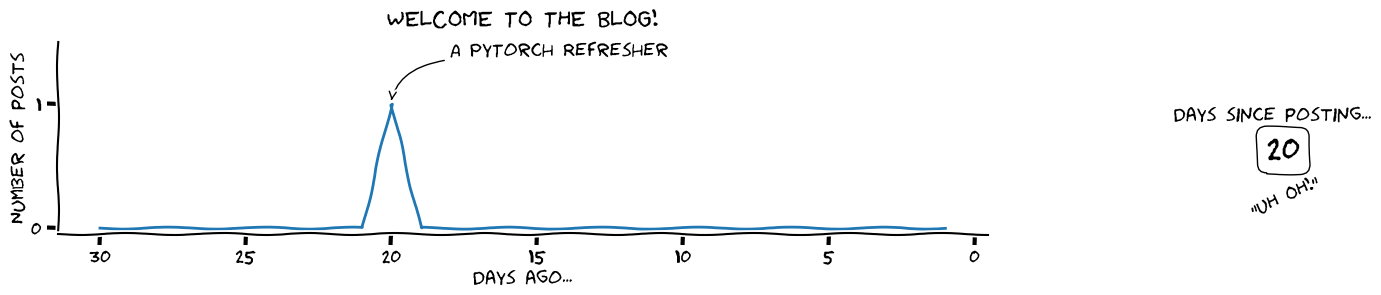 WELCOME TO THE BLOG!
A PYTORCH REFRESHER
NUMBER OF POSTS
1
0
30 25 20 15 10 5 0
DAYS AGO...
DAYS SINCE POSTING...
20
"UH OH!"